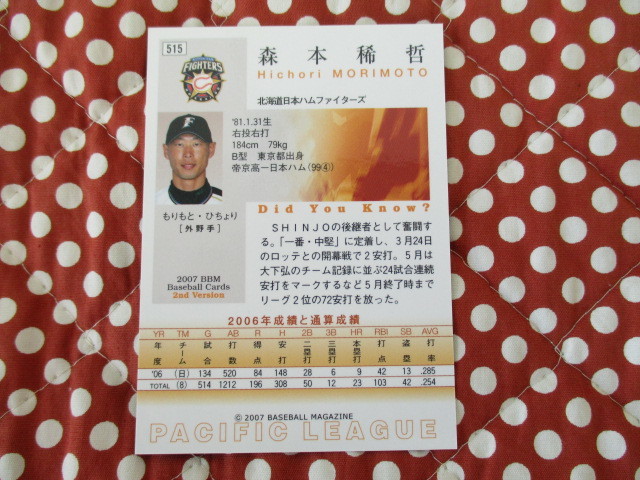 515
FIGHTERS
森本稀哲
Hichori MORIMOTO
北海道日本ハムファイターズ
'81.1.31生
右投右打
184cm 79kg
B型 東京都出身
帝京高ー日本ハム(99④)
もりもと・ひちょり
[外野手]
2007 BBM
Baseball Cards
2nd Version
Did You Know?
SHINJOの後継者として奮闘す
る。「一番・中堅」に定着し、3月24日
のロッテとの開幕戦で2安打。5月は
大下弘のチーム記録に並ぶ24試合連続
安打をマークするなど5月終了時まで
リーグ2位の72安打を放った。
2006年成績と通算成績
YR TM G AB R H 2B 3B HR RBI SB AVG
年度 チーム 試合 打数 得点 安打 二塁打 三塁打 本塁打 打点 盗塁 打率
'06 (日) 134 520 84 148 28 6 9 42 13 .285
TOTAL (8) 514 1212 196 308 50 12 23 103 42 .254
© 2007 BASEBALL MAGAZINE
PACIFIC LEAGUE